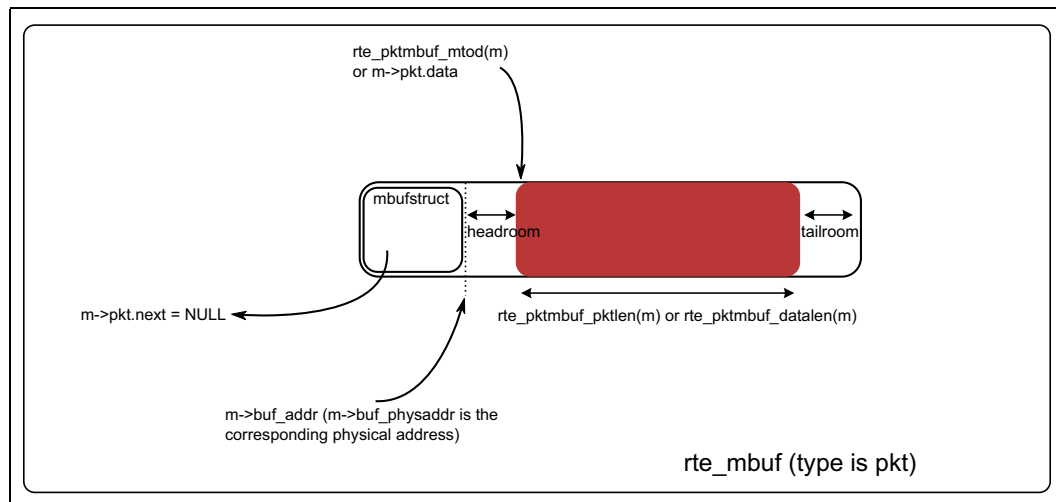 rte_pktmbuf_mtod(m)
or m->pkt.data
mbufstruct
headroom
tailroom
m->pkt.next = NULL
rte_pktmbuf_pktlen(m) or rte_pktmbuf_datalen(m)
m->buf_addr (m->buf_physaddr is the
corresponding physical address)
rte_mbuf (type is pkt)